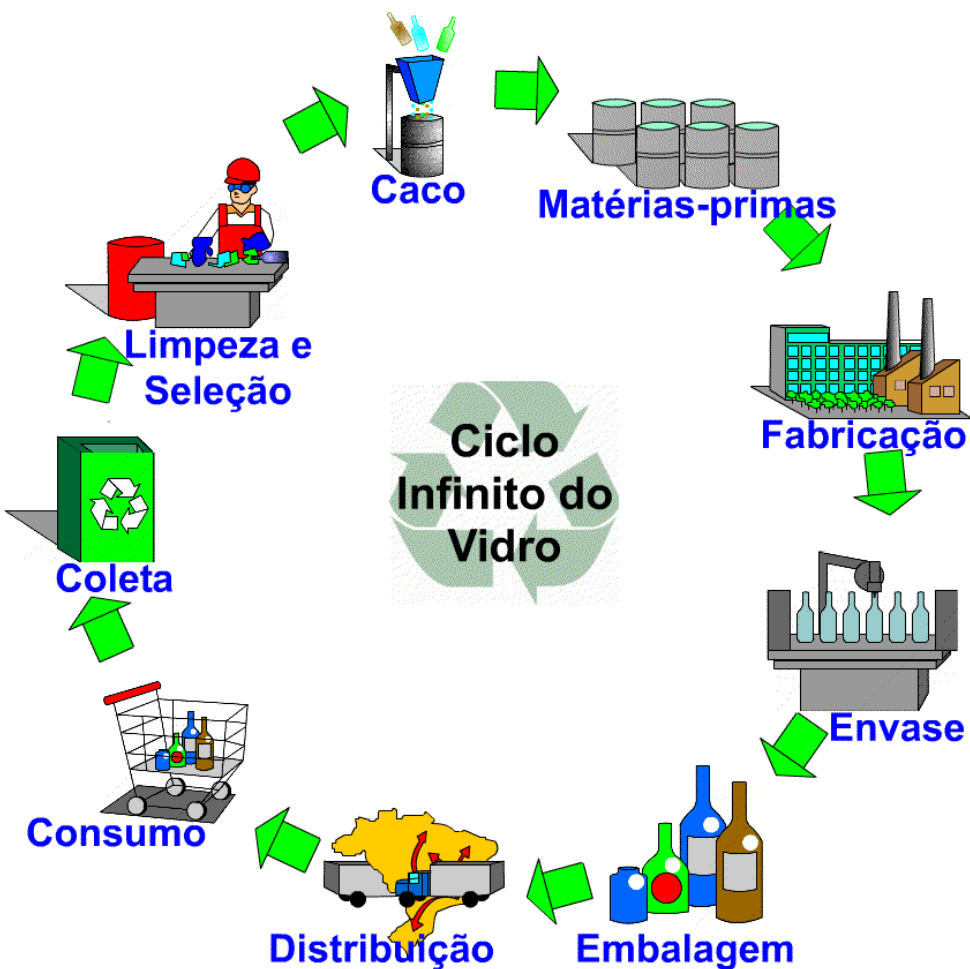 Ciclo
Infinito do
Vidro
Caco
Matérias-primas
Fabricação
Envase
Embalagem
Distribuição
Consumo
Coleta
Limpeza e
Seleção